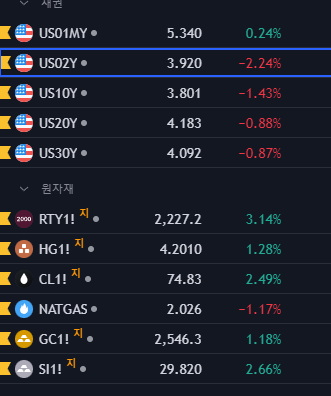 채권
US01MY 5.340 0.24%
US02Y 3.920 −2.24%
US10Y 3.801 −1.43%
US20Y 4.183 −0.88%
US30Y 4.092 −0.87%
원자재
2000 RTY1! 지 2,227.2 3.14%
HG1! 지 4.2010 1.28%
CL1! 지 74.83 2.49%
NATGAS 2.026 −1.17%
GC1! 지 2,546.3 1.18%
SI1! 지 29.820 2.66%